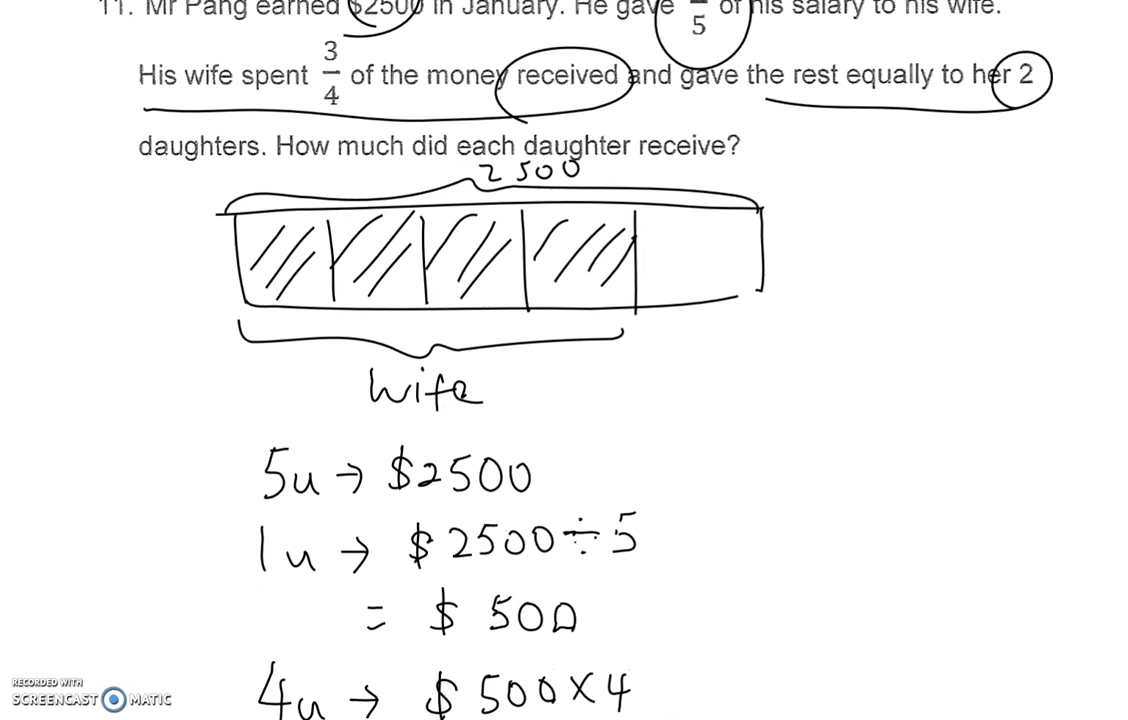 11. Mr Pang earned $2500 in January. He gave — 5 of his salary to his wife.
His wife spent 3/4 of the money received and gave the rest equally to her 2
daughters. How much did each daughter receive?
2500
wife
5u → $2500
1u → $2500÷5
= $500
4u → $500×4
RECORDED WITH
SCREENCAST MATIC